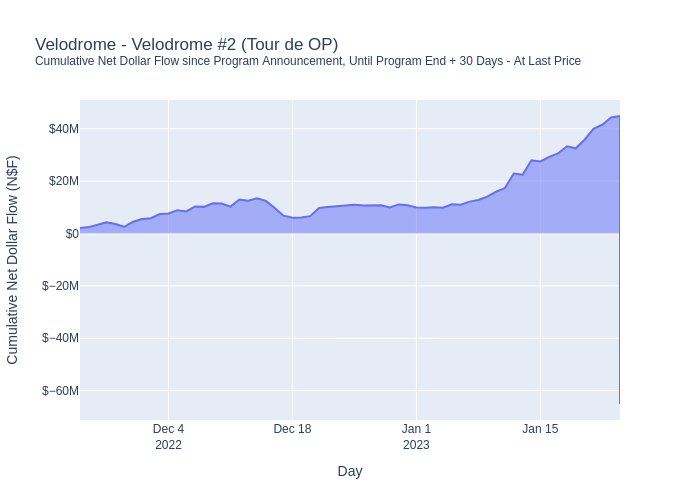 Velodrome - Velodrome #2 (Tour de OP)
Cumulative Net Dollar Flow since Program Announcement, Until Program End + 30 Days - At Last Price
Cumulative Net Dollar Flow (N$F)
$40M
$20M
$0
$−20M
$−40M
$−60M
Dec 4
2022
Dec 18
Jan 1
2023
Jan 15
Day